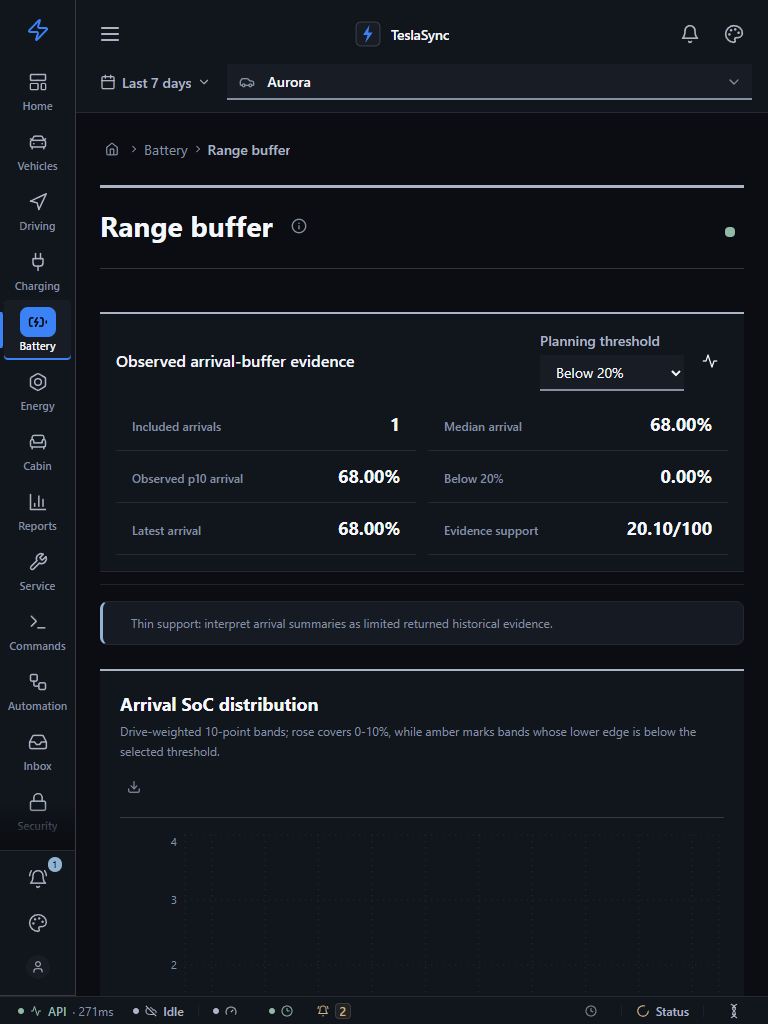 TeslaSync
Last 7 days
Aurora
Home
Vehicles
Driving
Charging
Battery
Energy
Cabin
Reports
Service
Commands
Automation
Inbox
Security
1
Battery
Range buffer
Range buffer
Observed arrival-buffer evidence
Planning threshold
Below 20%
Included arrivals 1
Median arrival 68.00%
Observed p10 arrival 68.00%
Below 20% 0.00%
Latest arrival 68.00%
Evidence support 20.10/100
Thin support: interpret arrival summaries as limited returned historical evidence.
Arrival SoC distribution
Drive-weighted 10-point bands; rose covers 0-10%, while amber marks bands whose lower edge is below the
selected threshold.
4
3
2
API · 271ms
Idle
2
Status